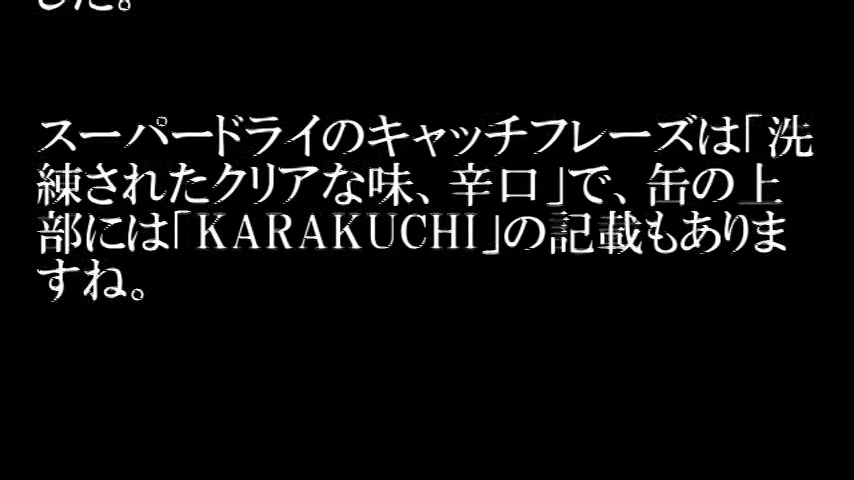 した。
スーパードライのキャッチフレーズは「洗
練されたクリアな味、辛口」で、缶の上
部には「KARAKUCHI」の記載もありま
すね。